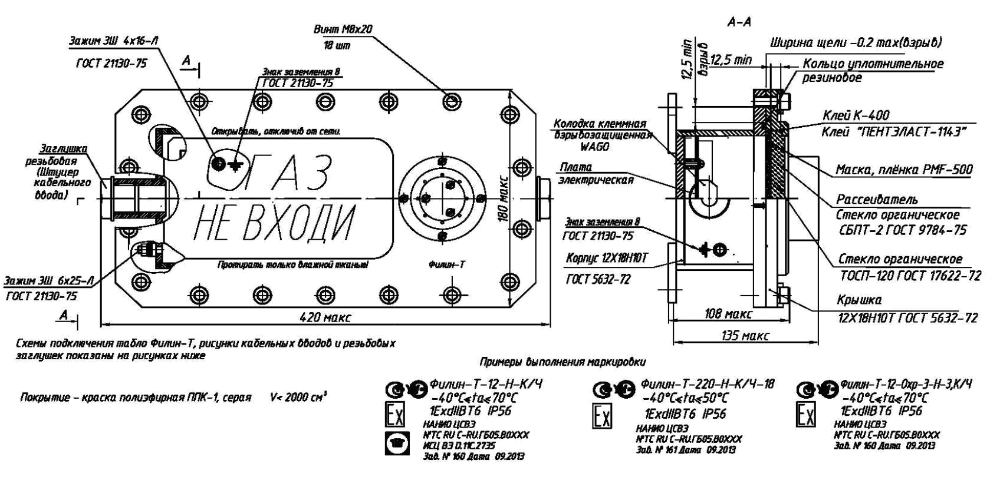 Зажим ЗШ 4х16-Л
ГОСТ 21130-75
А
Знак заземления 8
ГОСТ 21130-75
Винт М8х20
18 шт
Открывать, отключив от сети.
ГАЗ
НЕ ВХОДИ
Протирать только влажной тканью!
Филин-Т
Заглушка
резьбовая
(Штуцер
кабельного
ввода)
Зажим ЗШ 6х25-Л
ГОСТ 21130-75
А
420 макс
180 макс
А-А
12,5 min
взрыв
12,5 min
Ширина щели -0.2 max(взрыв)
Кольцо уплотнительное
резиновое
Клей К-400
Клей "ПЕНТЭЛАСТ-1143"
Маска, плёнка PMF-500
Рассеиватель
Стекло органическое
СБПТ-2 ГОСТ 9784-75
Стекло органическое
ТОСП-120 ГОСТ 17622-72
Крышка
12Х18Н10Т ГОСТ 5632-72
Колодка клеммная
взрывозащищенная
WAGO
Плата
электрическая
Знак заземления 8
ГОСТ 21130-75
Корпус 12Х18Н10Т
ГОСТ 5632-72
108 макс
135 макс
Схемы подключения табло Филин-Т, рисунки кабельных вводов и резьбовых
заглушек показаны на рисунках ниже
Покрытие - краска полиэфирная ППК-1, серая V< 2000 см³
Примеры выполнения маркировки
Филин-Т-12-Н-К/Ч
-40°C≤ta≤70°C
Ex
1ExdIIBT6 IP56
НАНИО ЦСВЭ
№TC RU C-RU.ГБ05.В0XXX
ИСЦ ВЭ D.11С.2735
Зав. № 160 Дата 09.2013
Филин-Т-220-Н-К/Ч-18
-40°C≤ta≤50°C
Ex
1ExdIIBT6 IP56
НАНИО ЦСВЭ
№TC RU C-RU.ГБ05.В0XXX
Зав. № 161 Дата 09.2013
Филин-Т-12-Охр-З-Н-З,К/Ч
-40°C≤ta≤70°C
Ex
1ExdIIBT6 IP56
НАНИО ЦСВЭ
№TC RU C-RU.ГБ05.В0XXX
Зав. № 160 Дата 09.2013